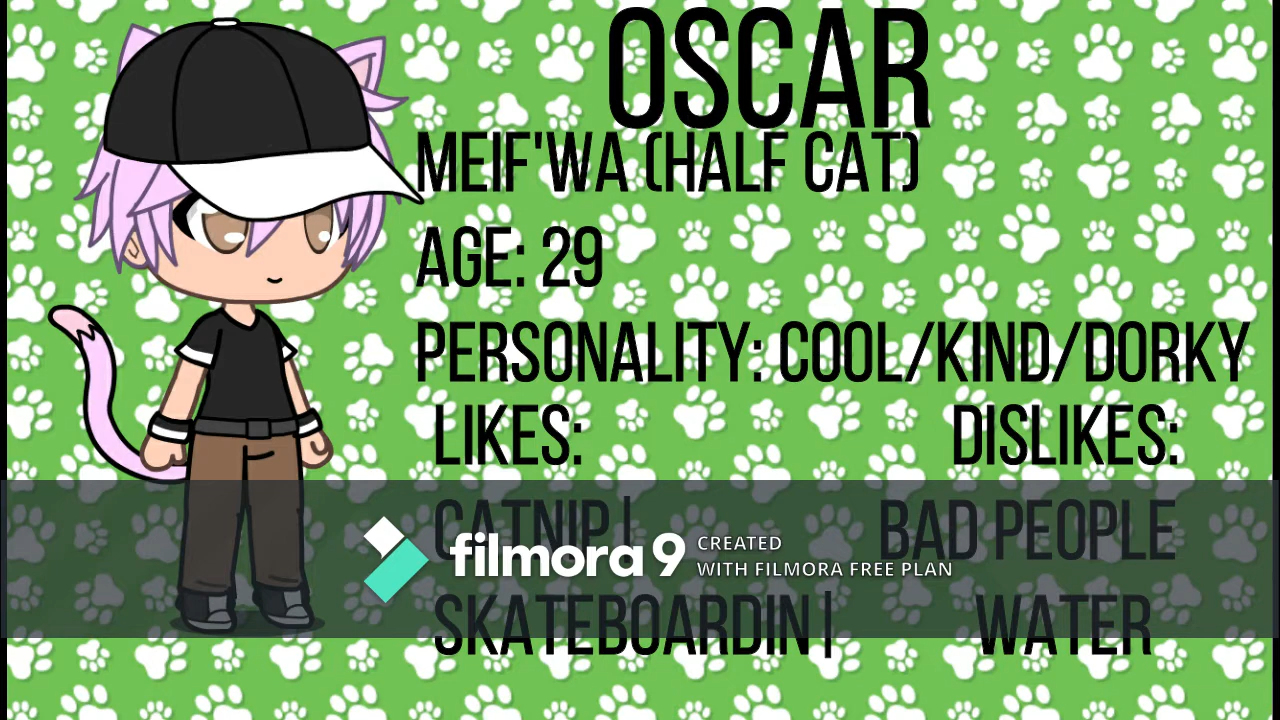 OSCAR
MEIF'WA (HALF CAT)
AGE: 29
PERSONALITY: COOL/KIND/DORKY
LIKES: DISLIKES:
CATNIP| BAD PEOPLE
filmora 9 CREATED
WITH FILMORA FREE PLAN
SKATEBOARDIN| WATER